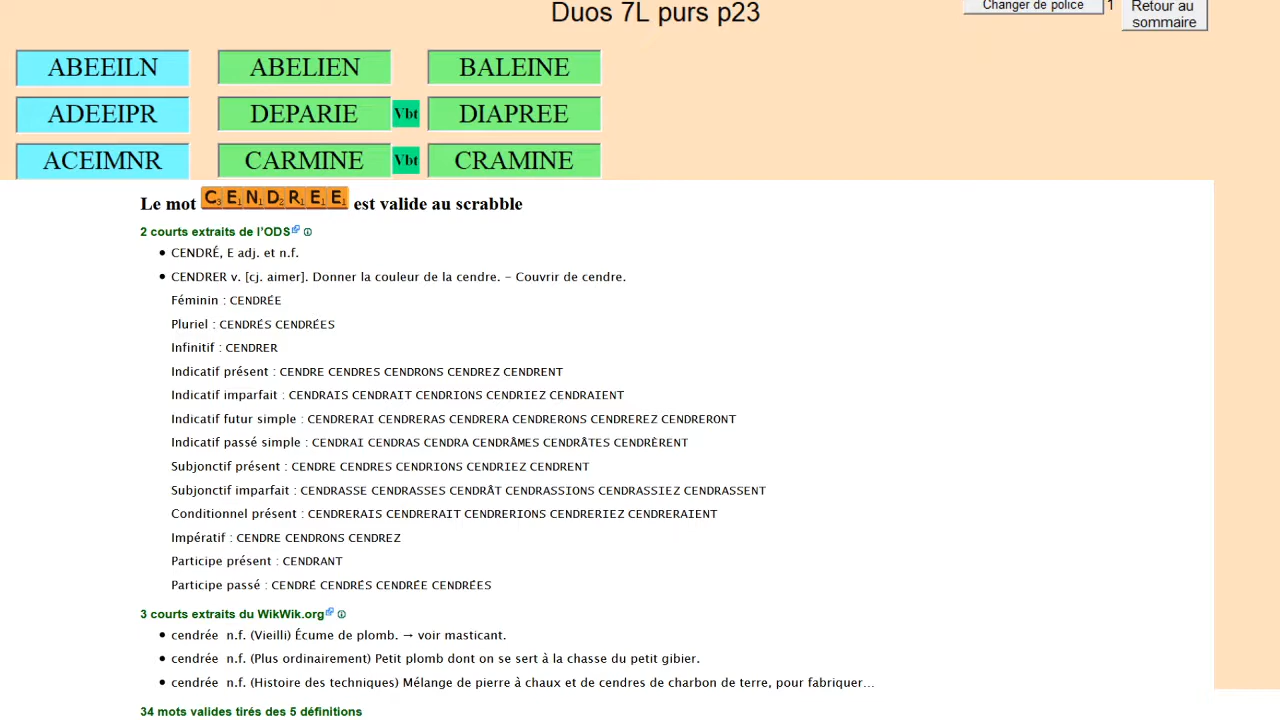 Duos 7L purs p23
Changer de police 1 Retour au sommaire
ABEEILN ABELIEN BALEINE
ADEEIPR DEPARIE Vbt DIAPREE
ACEIMNR CARMINE Vbt CRAMINE
Le mot C3 E1 N1 D2 R1 E1 E1 est valide au scrabble
2 courts extraits de l'ODS
• CENDRÉ, E adj. et n.f.
• CENDRER v. [cj. aimer]. Donner la couleur de la cendre. – Couvrir de cendre.
Féminin : CENDRÉE
Pluriel : CENDRÉS CENDRÉES
Infinitif : CENDRER
Indicatif présent : CENDRE CENDRES CENDRONS CENDREZ CENDRENT
Indicatif imparfait : CENDRAIS CENDRAIT CENDRIONS CENDRIEZ CENDRAIENT
Indicatif futur simple : CENDRERAI CENDRERAS CENDRERA CENDRERONS CENDREREZ CENDRERONT
Indicatif passé simple : CENDRAI CENDRAS CENDRA CENDRÂMES CENDRÂTES CENDRÈRENT
Subjonctif présent : CENDRE CENDRES CENDRIONS CENDRIEZ CENDRENT
Subjonctif imparfait : CENDRASSE CENDRASSES CENDRÂT CENDRASSIONS CENDRASSIEZ CENDRASSENT
Conditionnel présent : CENDRERAIS CENDRERAIT CENDRERIONS CENDRERIEZ CENDRERAIENT
Impératif : CENDRE CENDRONS CENDREZ
Participe présent : CENDRANT
Participe passé : CENDRÉ CENDRÉS CENDRÉE CENDRÉES
3 courts extraits du WikWik.org
• cendrée n.f. (Vieilli) Écume de plomb. → voir masticant.
• cendrée n.f. (Plus ordinairement) Petit plomb dont on se sert à la chasse du petit gibier.
• cendrée n.f. (Histoire des techniques) Mélange de pierre à chaux et de cendres de charbon de terre, pour fabriquer…
34 mots valides tirés des 5 définitions